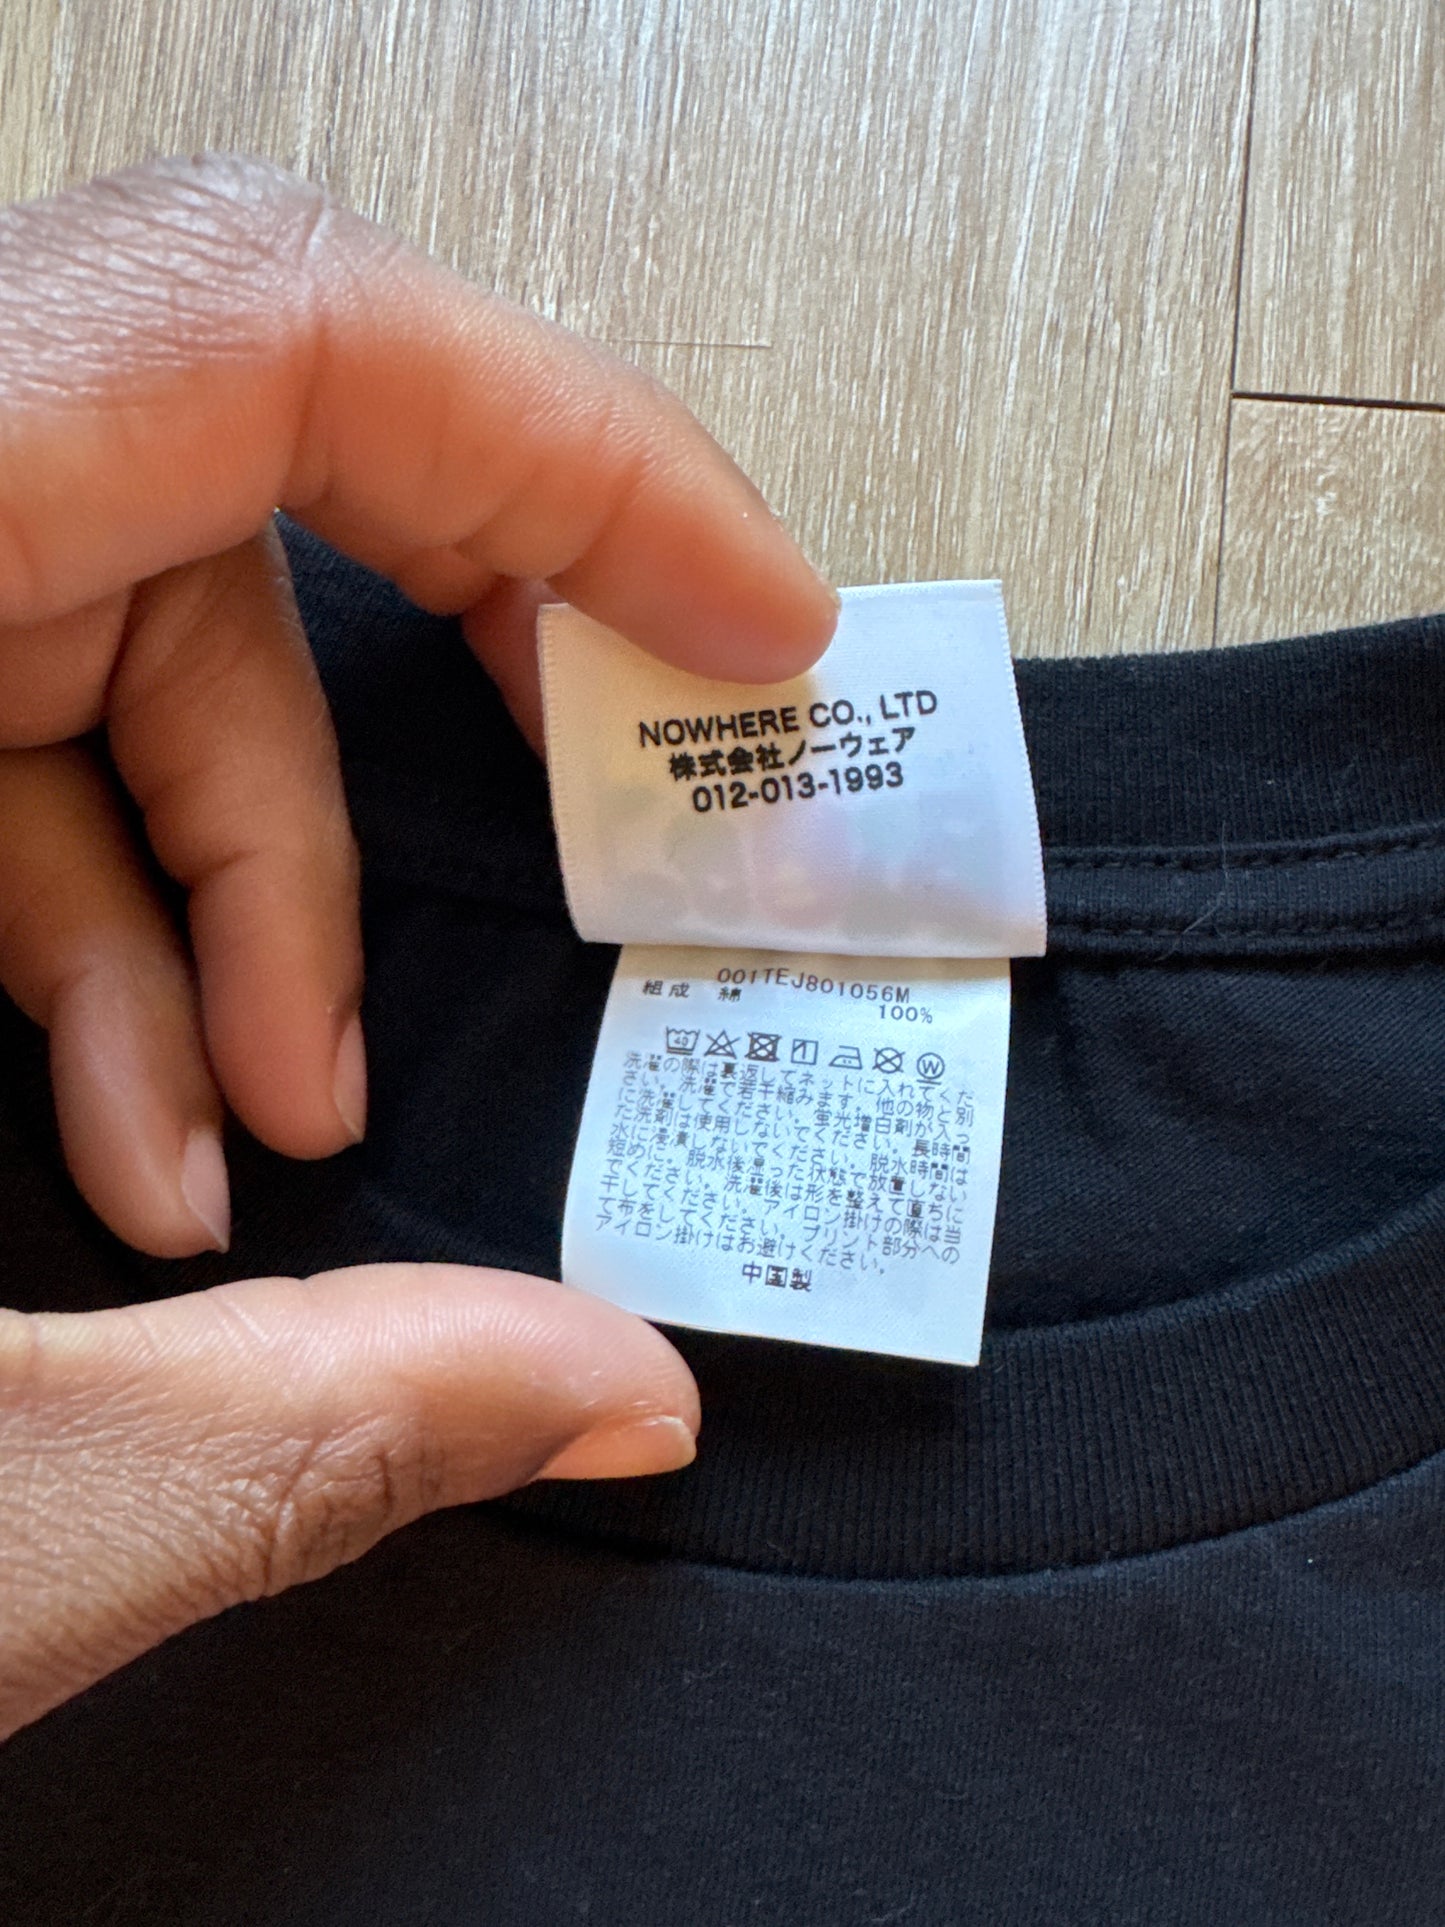 NOWHERE CO., LTD
株式会社ノーウェア
012-013-1993
001TEJ801056M
組成 綿
100%
40
W
洗濯の際は裏返してネットに入れてくだ
さい。洗濯で若干縮みます。他の物と別
に洗濯してください。蛍光増白剤が入っ
た洗剤は使用しないでください。長時間
水に浸漬しないでください。脱水時間は
短めに、脱水後湿った状態で放置しない
でください。洗濯後は形を整えて直ちに
干してください。アイロン掛けの際は当
て布をしてください。プリント部分への
アイロン掛けはお避けください。
中国製